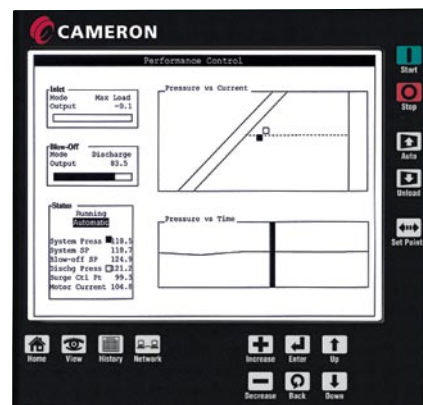 CAMERON
Performance Control
Inlet
Mode Max Load
Output -0.1
Blow-Off
Mode Discharge
Output 83.5
Status
Running
Automatic
System Press 118.5
System SP 118.7
Blow-off SP 124.9
Dischg Press 121.2
Surge Ctl Pt 99.3
Motor Current 104.8
Pressure vs Current
Pressure vs Time
Start
Stop
Auto
Unload
Set Point
Home View History Network
Increase Enter Up
Decrease Back Down